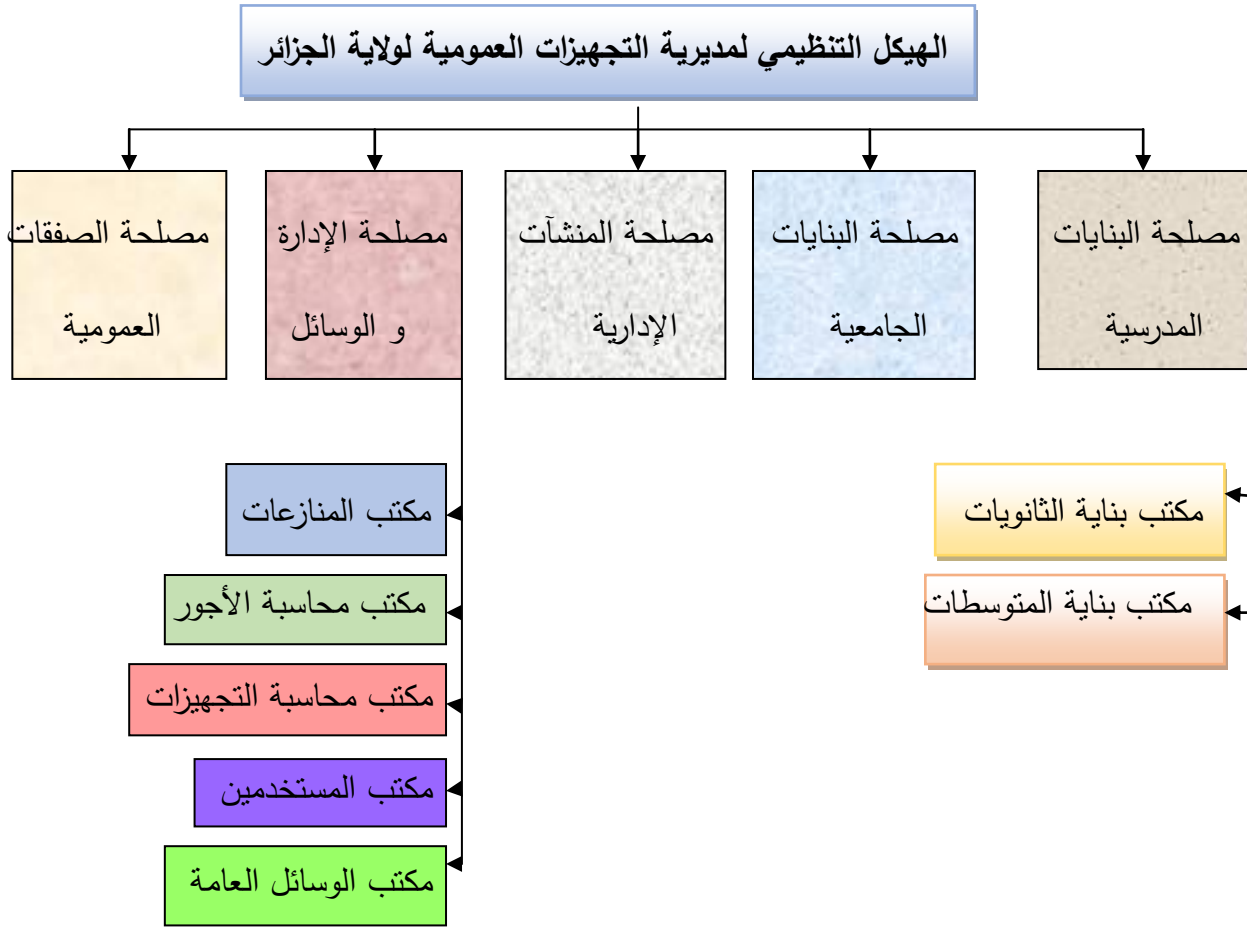 الهيكل التنظيمي لمديرية التجهيزات العمومية لولاية الجزائر
مصلحة البنايات
المدرسية
مصلحة البنايات
الجامعية
مصلحة المنشآت
الإدارية
مصلحة الإدارة
و الوسائل
مصلحة الصفقات
العمومية
مكتب بناية الثانويات
مكتب بناية المتوسطات
مكتب المنازعات
مكتب محاسبة الأجور
مكتب محاسبة التجهيزات
مكتب المستخدمين
مكتب الوسائل العامة